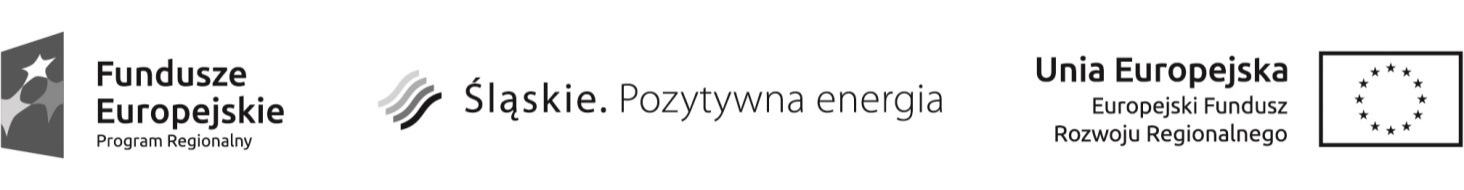 Fundusze
Europejskie
Program Regionalny
Śląskie. Pozytywna energia
Unia Europejska
Europejski Fundusz
Rozwoju Regionalnego